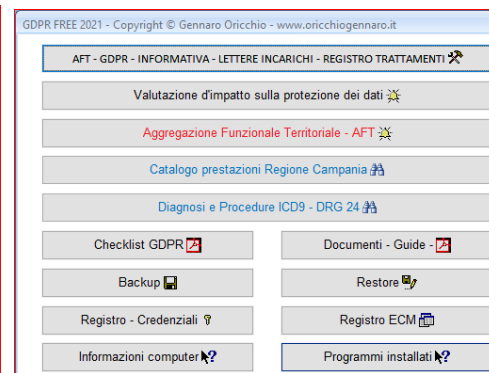 GDPR FREE 2021 - Copyright © Gennaro Oricchio - www.oricchiogennaro.it
AFT - GDPR - INFORMATIVA - LETTERE INCARICHI - REGISTRO TRATTAMENTI
Valutazione d'impatto sulla protezione dei dati
Aggregazione Funzionale Territoriale - AFT
Catalogo prestazioni Regione Campania
Diagnosi e Procedure ICD9 - DRG 24
Checklist GDPR
Documenti - Guide -
Backup
Restore
Registro - Credenziali
Registro ECM
Informazioni computer
Programmi installati